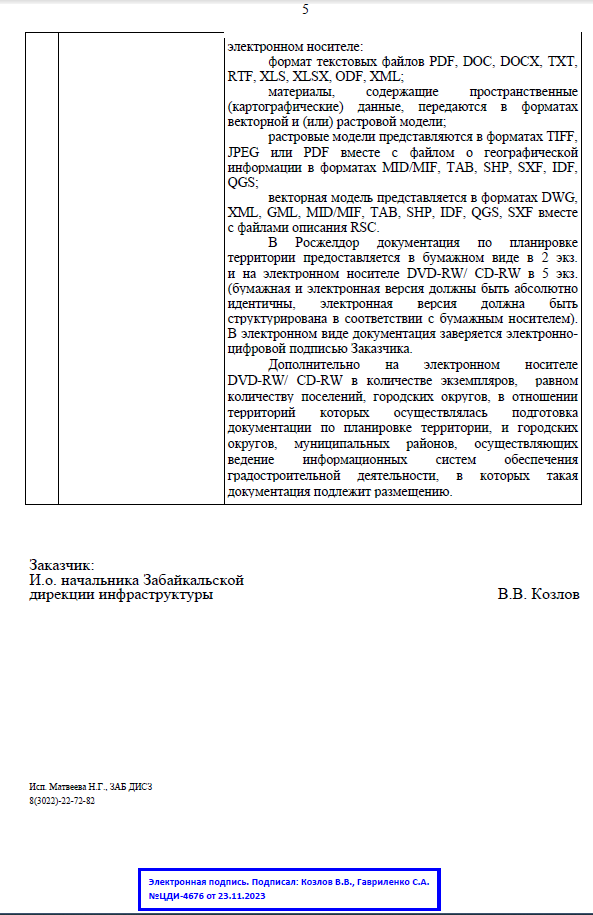 5
электронном носителе:
формат текстовых файлов PDF, DOC, DOCX, TXT,
RTF, XLS, XLSX, ODF, XML;
материалы, содержащие пространственные
(картографические) данные, передаются в форматах
векторной и (или) растровой модели;
растровые модели представляются в форматах TIFF,
JPEG или PDF вместе с файлом о географической
информации в форматах MID/MIF, TAB, SHP, SXF, IDF,
QGS;
векторная модель представляется в форматах DWG,
XML, GML, MID/MIF, TAB, SHP, IDF, QGS, SXF вместе
с файлами описания RSC.
В Росжелдор документация по планировке
территории предоставляется в бумажном виде в 2 экз.
и на электронном носителе DVD-RW/ CD-RW в 5 экз.
(бумажная и электронная версия должны быть абсолютно
идентичны, электронная версия должна быть
структурирована в соответствии с бумажным носителем).
В электронном виде документация заверяется электронно-
цифровой подписью Заказчика.
Дополнительно на электронном носителе
DVD-RW/ CD-RW в количестве экземпляров, равном
количеству поселений, городских округов, в отношении
территорий которых осуществлялась подготовка
документации по планировке территории, и городских
округов, муниципальных районов, осуществляющих
ведение информационных систем обеспечения
градостроительной деятельности, в которых такая
документация подлежит размещению.
Заказчик:
И.о. начальника Забайкальской
дирекции инфраструктуры В.В. Козлов
Исп. Матвеева Н.Г., ЗАБ ДИСЗ
8(3022)-22-72-82
Электронная подпись. Подписал: Козлов В.В., Гавриленко С.А.
№ЦДИ-4676 от 23.11.2023